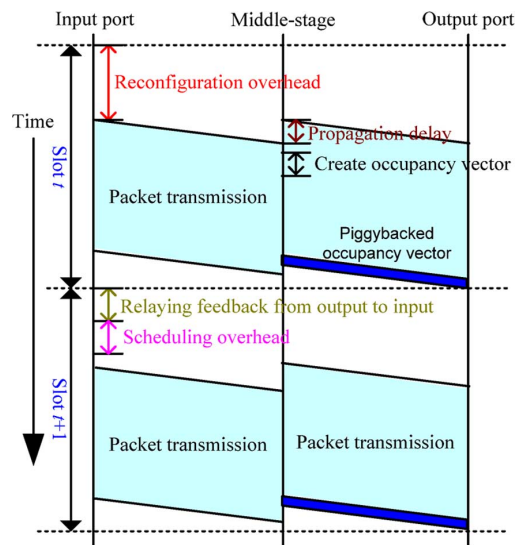 Input port
Middle-stage
Output port
Reconfiguration overhead
Time
Propagation delay
Slot t
Create occupancy vector
Packet transmission
Piggybacked
occupancy vector
Relaying feedback from output to input
Scheduling overhead
Slot t+1
Packet transmission
Packet transmission